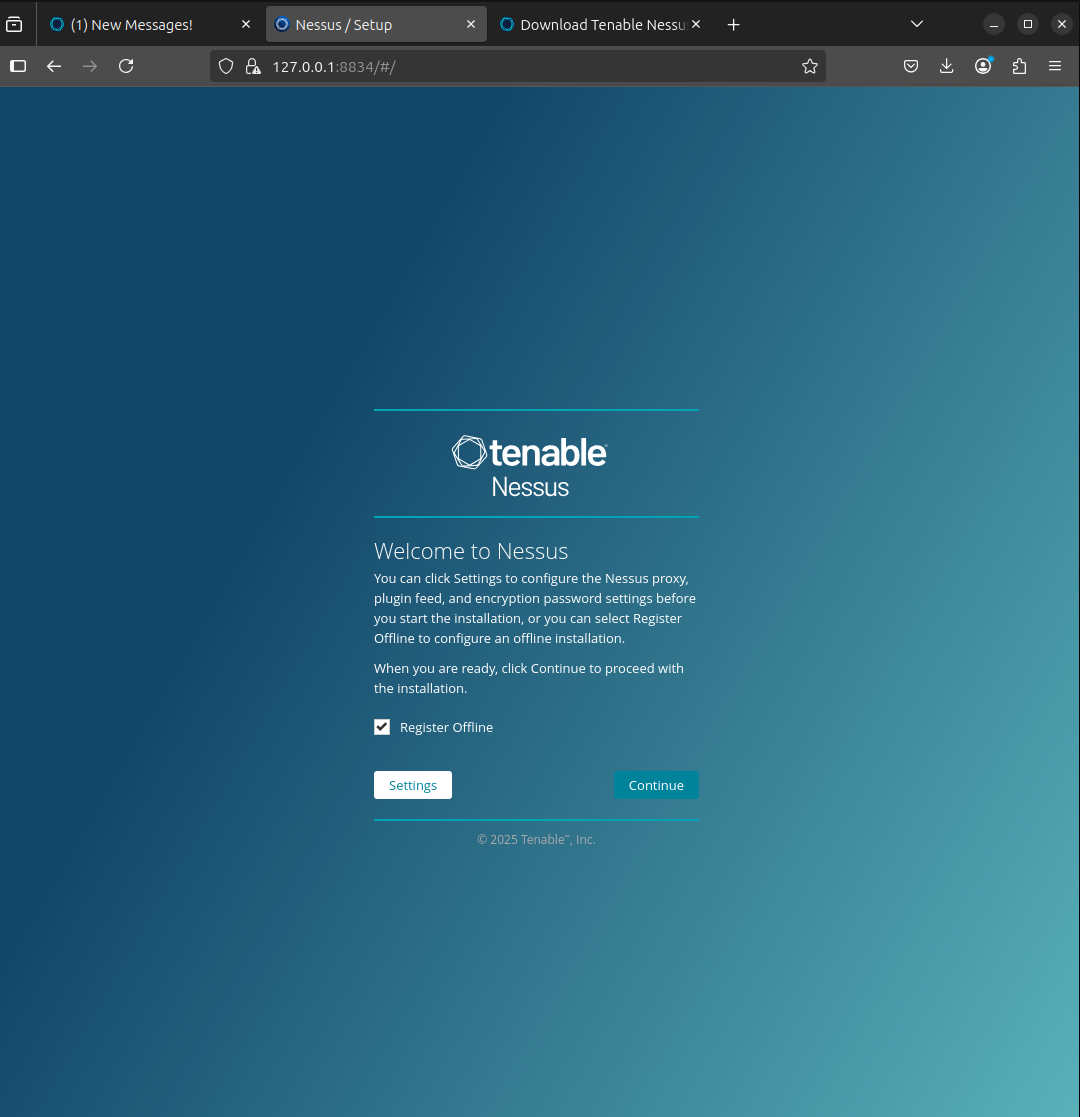 (1) New Messages!
Nessus / Setup
Download Tenable Nessu
127.0.0.1:8834/#/
tenable
Nessus
Welcome to Nessus
You can click Settings to configure the Nessus proxy,
plugin feed, and encryption password settings before
you start the installation, or you can select Register
Offline to configure an offline installation.
When you are ready, click Continue to proceed with
the installation.
Register Offline
Settings
Continue
© 2025 Tenable™, Inc.